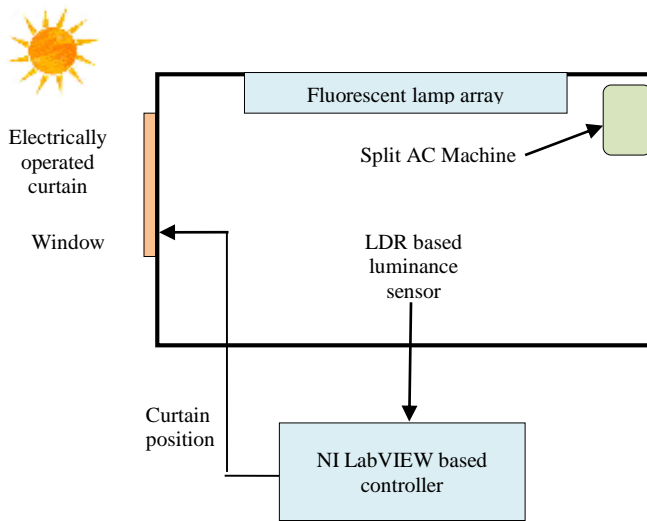 Fluorescent lamp array
Electrically
operated
curtain
Split AC Machine
Window
LDR based
luminance
sensor
Curtain
position
NI LabVIEW based
controller